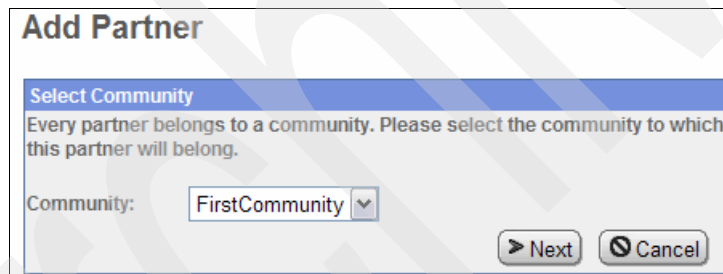 Add Partner
Select Community
Every partner belongs to a community. Please select the community to which
this partner will belong.
Community: FirstCommunity
Next Cancel